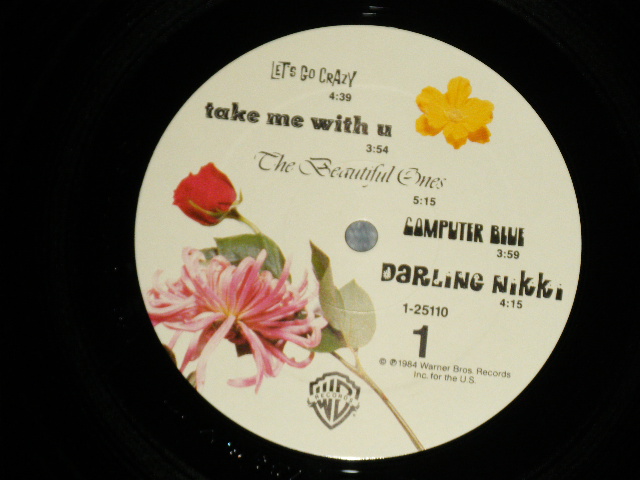 LET'S GO CRAZY
4:39
take me with u
3:54
The Beautiful Ones
5:15
COMPUTER BLUE
3:59
DARLING NIKKI
4:15
1-25110
1
© ℗1984 Warner Bros. Records
Inc. for the U.S.
WB
RECORDS